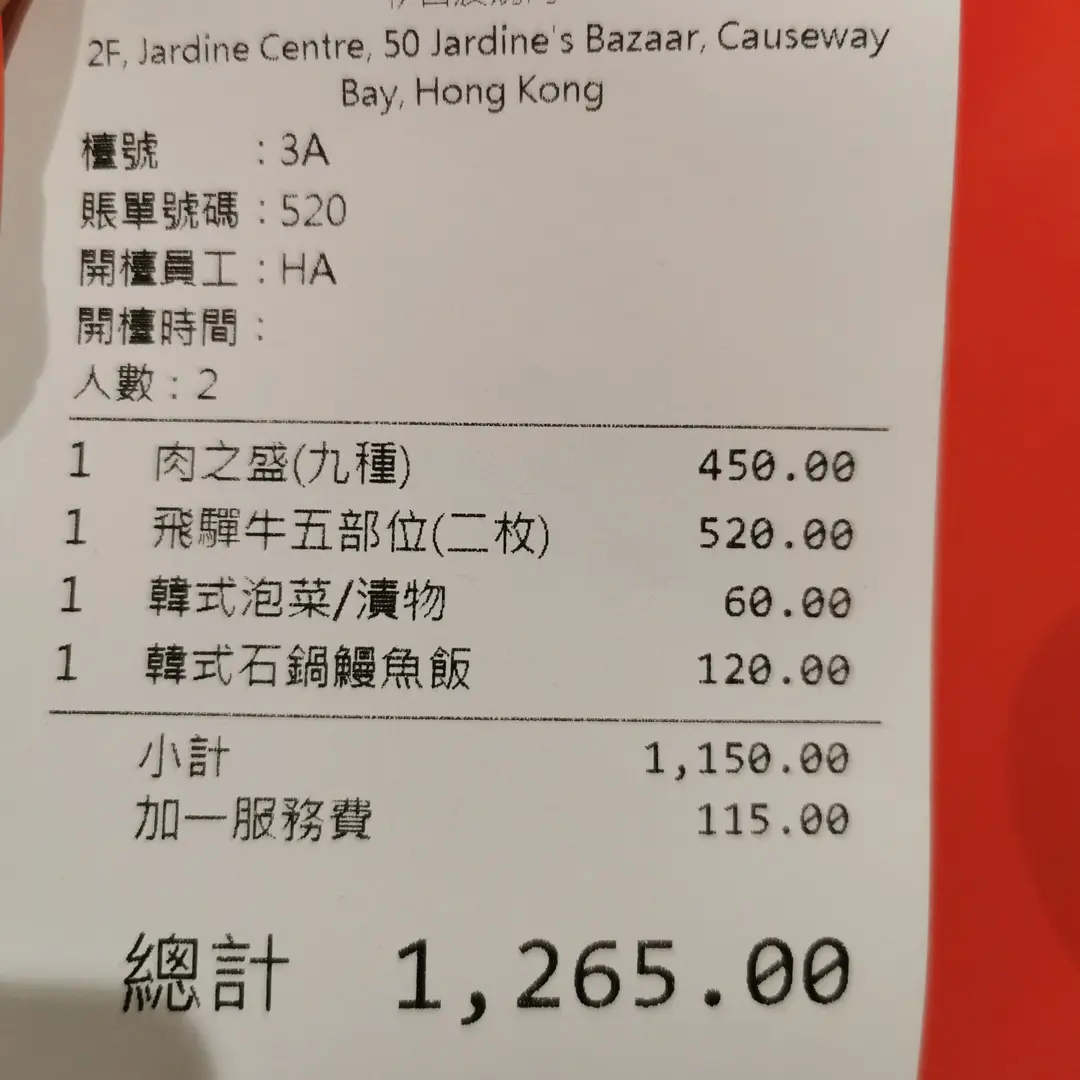 2F, Jardine Centre, 50 Jardine's Bazaar, Causeway
Bay, Hong Kong
檯號 : 3A
賬單號碼 : 520
開檯員工 : HA
開檯時間 :
人數 : 2
1 肉之盛(九種) 450.00
1 飛驒牛五部位(二枚) 520.00
1 韓式泡菜/漬物 60.00
1 韓式石鍋鰻魚飯 120.00
小計 1,150.00
加一服務費 115.00
總計 1,265.00